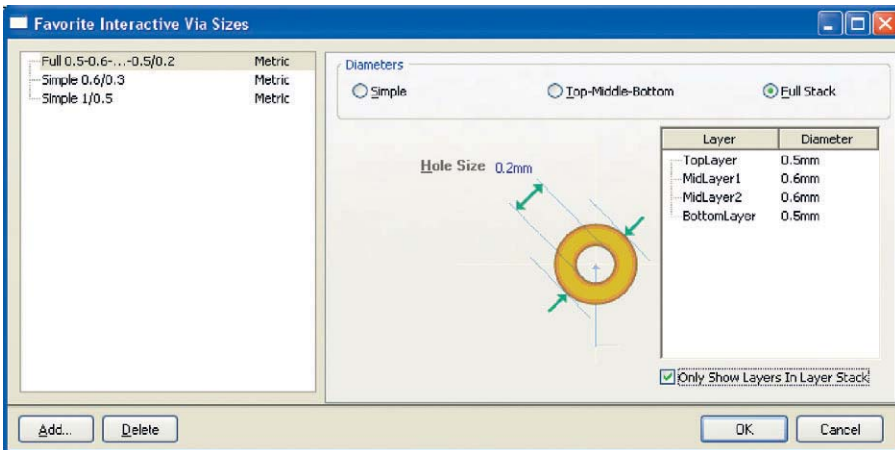 Favorite Interactive Via Sizes
Full 0.5-0.6-...-0.5/0.2 Metric
Simple 0.6/0.3 Metric
Simple 1/0.5 Metric
Diameters
Simple
Top-Middle-Bottom
Full Stack
Hole Size 0.2mm
Layer Diameter
TopLayer 0.5mm
MidLayer1 0.6mm
MidLayer2 0.6mm
BottomLayer 0.5mm
Only Show Layers In Layer Stack
Add... Delete OK Cancel